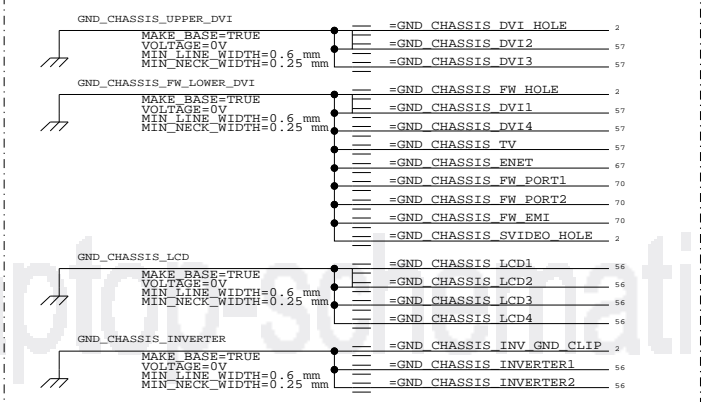 GND_CHASSIS_UPPER_DVI
MAKE_BASE=TRUE
VOLTAGE=0V
MIN_LINE_WIDTH=0.6 mm
MIN_NECK_WIDTH=0.25 mm
=GND_CHASSIS_DVI_HOLE 2
=GND_CHASSIS_DVI2 57
=GND_CHASSIS_DVI3 57
GND_CHASSIS_FW_LOWER_DVI
MAKE_BASE=TRUE
VOLTAGE=0V
MIN_LINE_WIDTH=0.6 mm
MIN_NECK_WIDTH=0.25 mm
=GND_CHASSIS_FW_HOLE 2
=GND_CHASSIS_DVI1 57
=GND_CHASSIS_DVI4 57
=GND_CHASSIS_TV 57
=GND_CHASSIS_ENET 67
=GND_CHASSIS_FW_PORT1 70
=GND_CHASSIS_FW_PORT2 70
=GND_CHASSIS_FW_EMI 70
=GND_CHASSIS_SVIDEO_HOLE 2
GND_CHASSIS_LCD
MAKE_BASE=TRUE
VOLTAGE=0V
MIN_LINE_WIDTH=0.6 mm
MIN_NECK_WIDTH=0.25 mm
=GND_CHASSIS_LCD1 56
=GND_CHASSIS_LCD2 56
=GND_CHASSIS_LCD3 56
=GND_CHASSIS_LCD4 56
GND_CHASSIS_INVERTER
MAKE_BASE=TRUE
VOLTAGE=0V
MIN_LINE_WIDTH=0.6 mm
MIN_NECK_WIDTH=0.25 mm
=GND_CHASSIS_INV_GND_CLIP 2
=GND_CHASSIS_INVERTER1 56
=GND_CHASSIS_INVERTER2 56
ptop-schemati